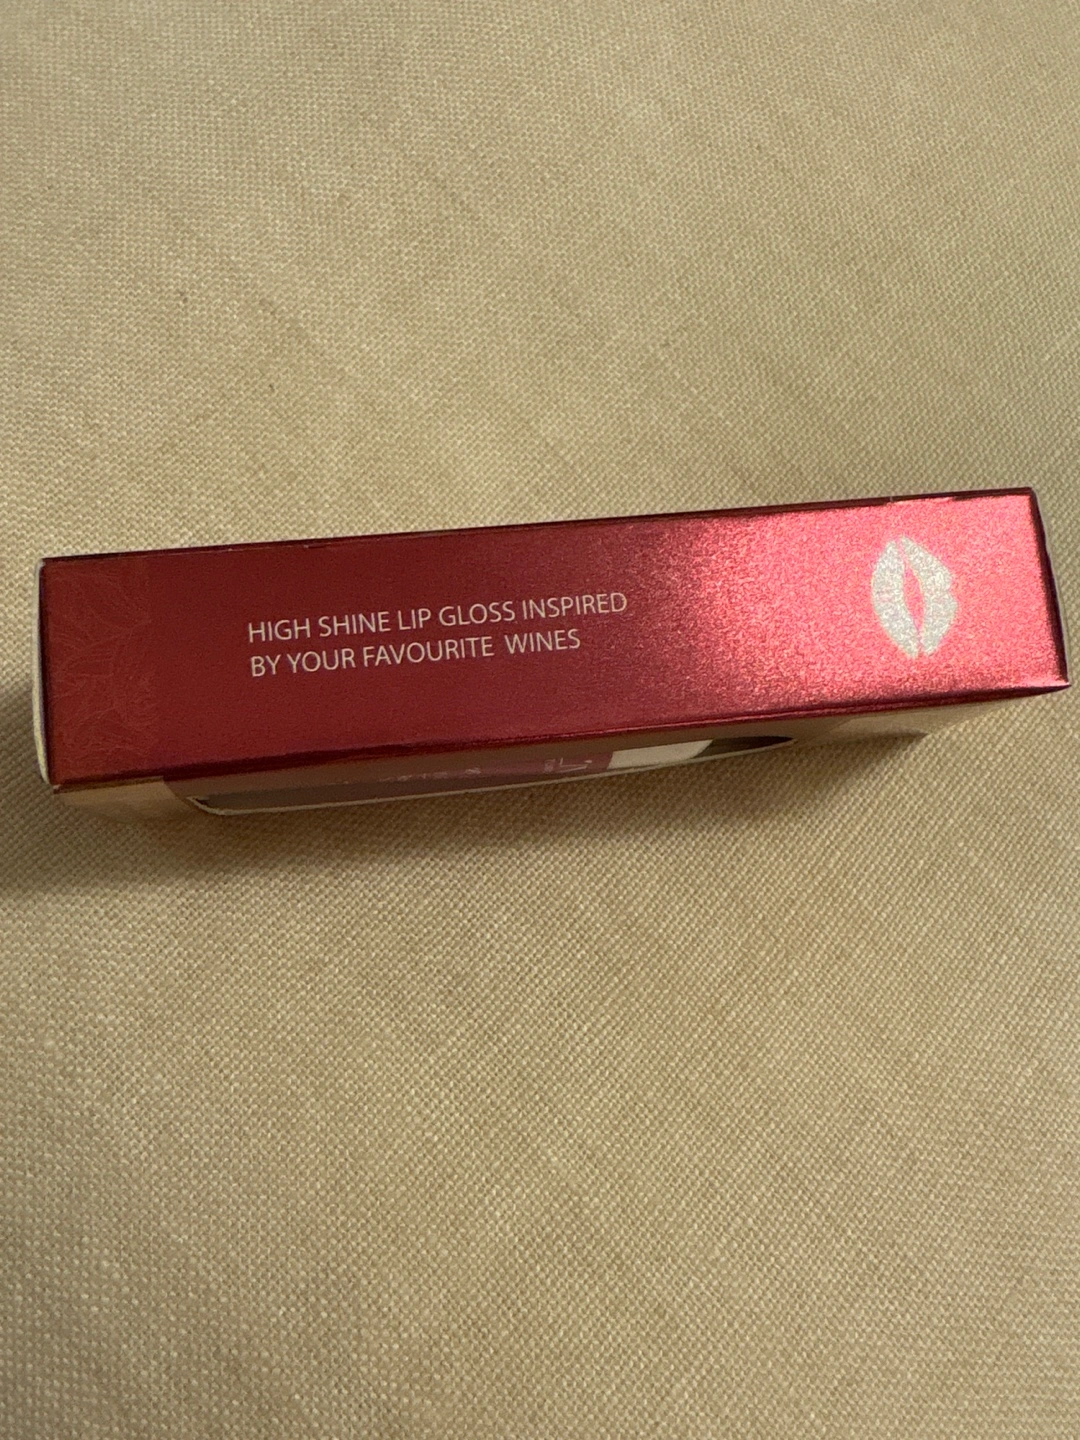 HIGH SHINE LIP GLOSS INSPIRED
BY YOUR FAVOURITE WINES